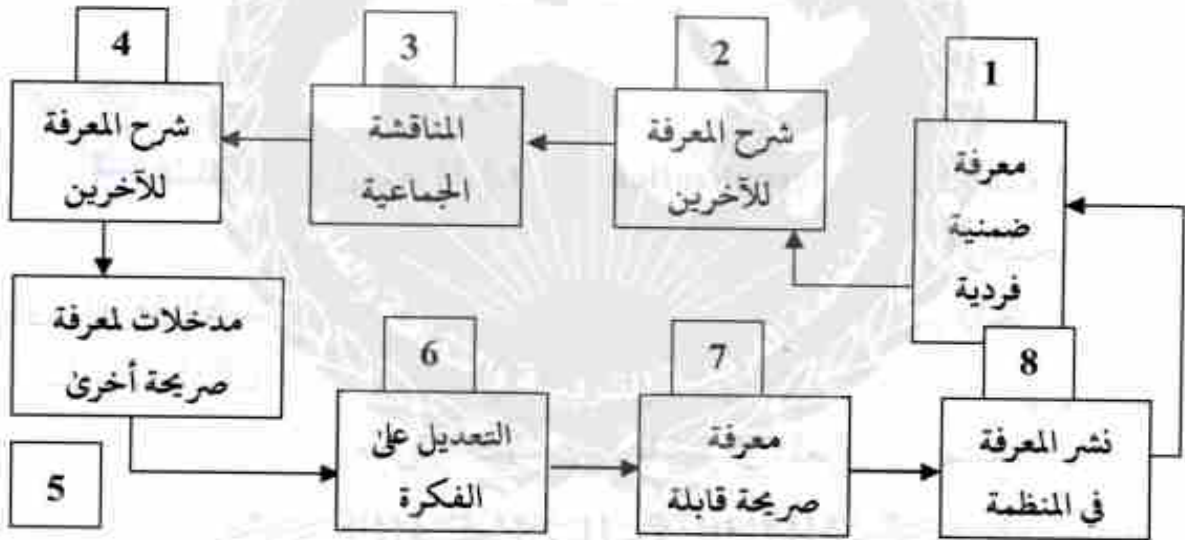 1
معرفة
ضمنية
فردية
2
شرح المعرفة
للآخرين
3
المناقشة
الجماعية
4
شرح المعرفة
للآخرين
مدخلات لمعرفة
صريحة أخرىٰ
5
6
التعديل علىٰ
الفكرة
7
معرفة
صريحة قابلة
8
نشر المعرفة
في المنظمة